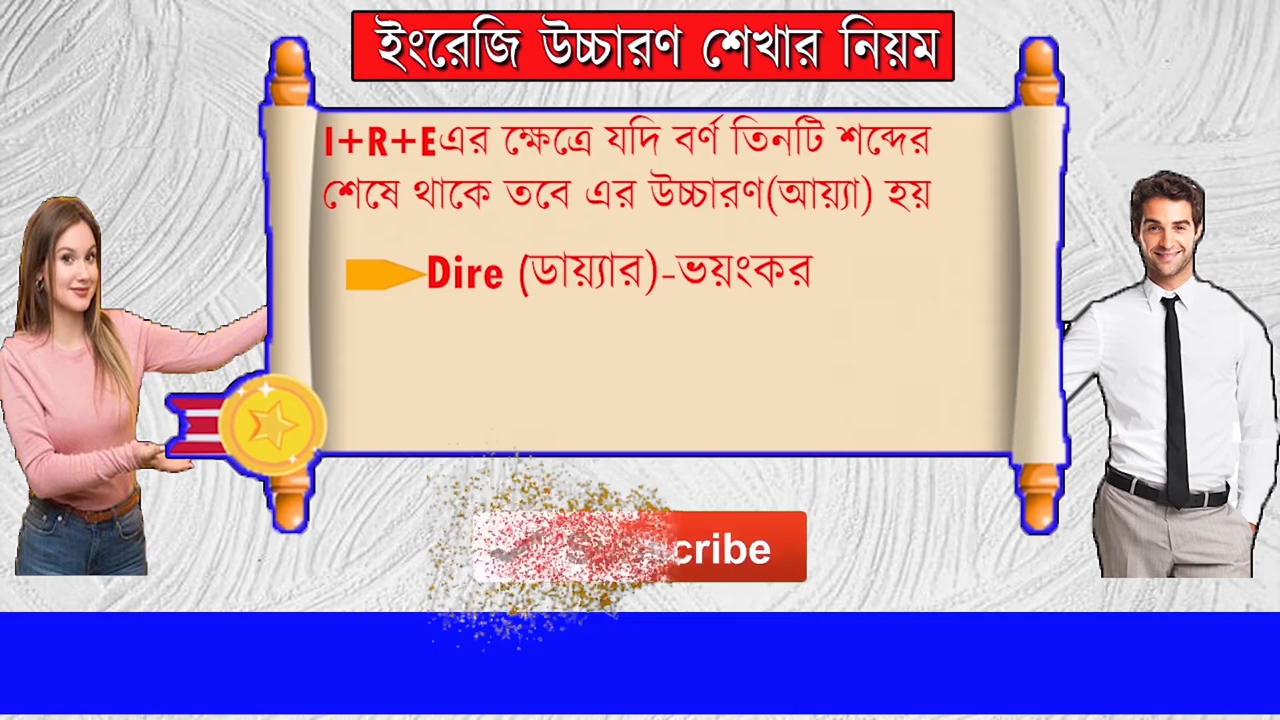 ইংরেজি উচ্চারণ শেখার নিয়ম
I+R+Eএর ক্ষেত্রে যদি বর্ণ তিনটি শব্দের
শেষে থাকে তবে এর উচ্চারণ(আয়্যা) হয়
Dire (ডায়্যার)-ভয়ংকর
cribe